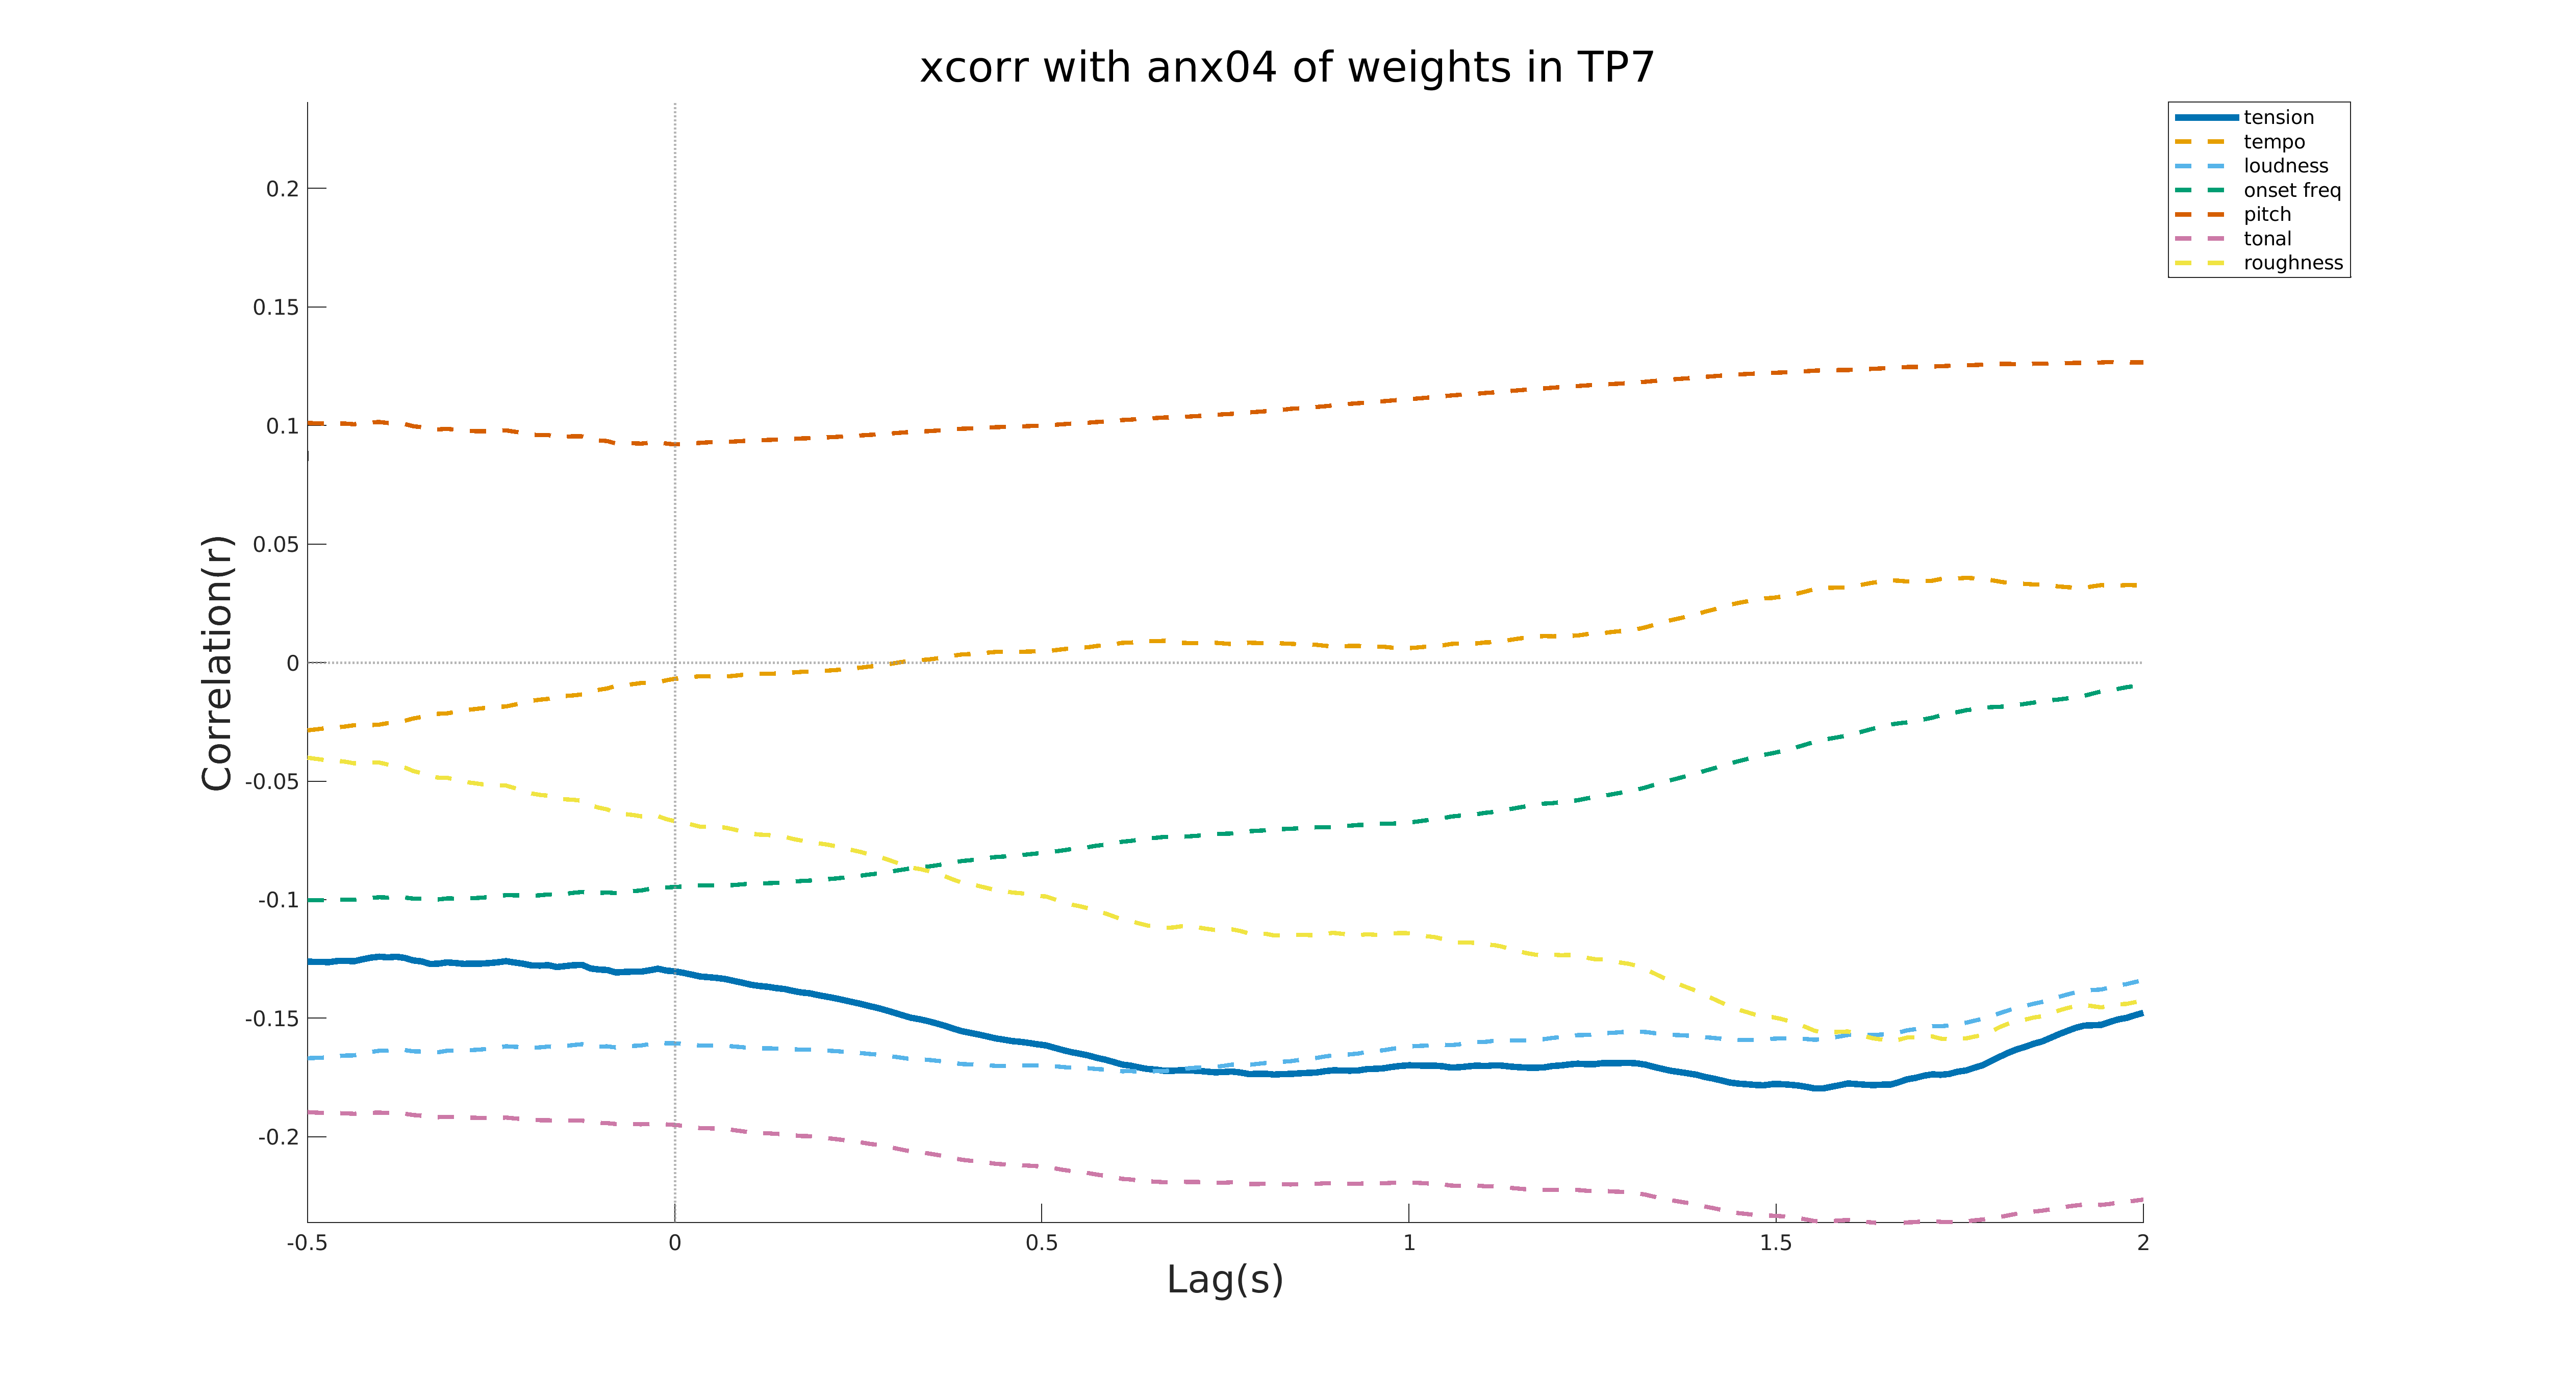 xcorr with anx04 of weights in TP7
tension
tempo
loudness
onset freq
pitch
tonal
roughness
0.2
0.15
0.1
0.05
0
-0.05
-0.1
-0.15
-0.2
Correlation(r)
-0.5
0
0.5
1
1.5
2
Lag(s)